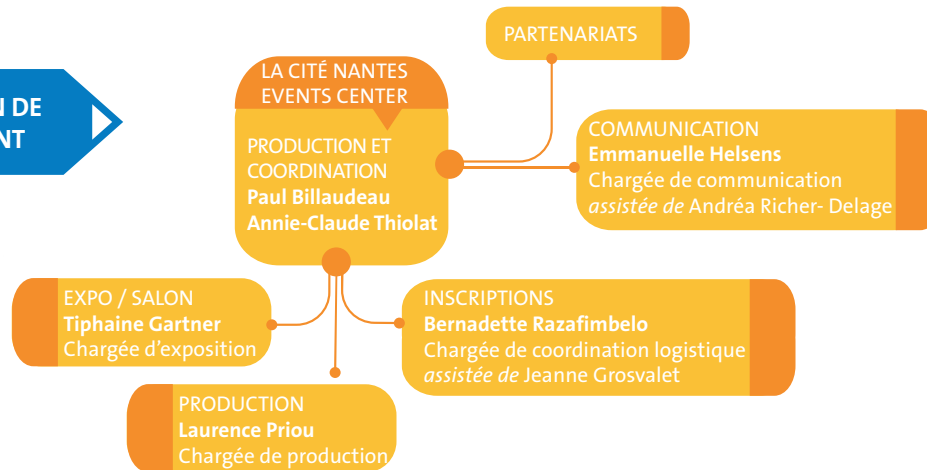 N DE
NT
PARTENARIATS
LA CITÉ NANTES
EVENTS CENTER
PRODUCTION ET
COORDINATION
Paul Billaudeau
Annie-Claude Thiolat
COMMUNICATION
Emmanuelle Helsens
Chargée de communication
assistée de Andréa Richer- Delage
EXPO / SALON
Tiphaine Gartner
Chargée d'exposition
INSCRIPTIONS
Bernadette Razafimbelo
Chargée de coordination logistique
assistée de Jeanne Grosvalet
PRODUCTION
Laurence Priou
Chargée de production